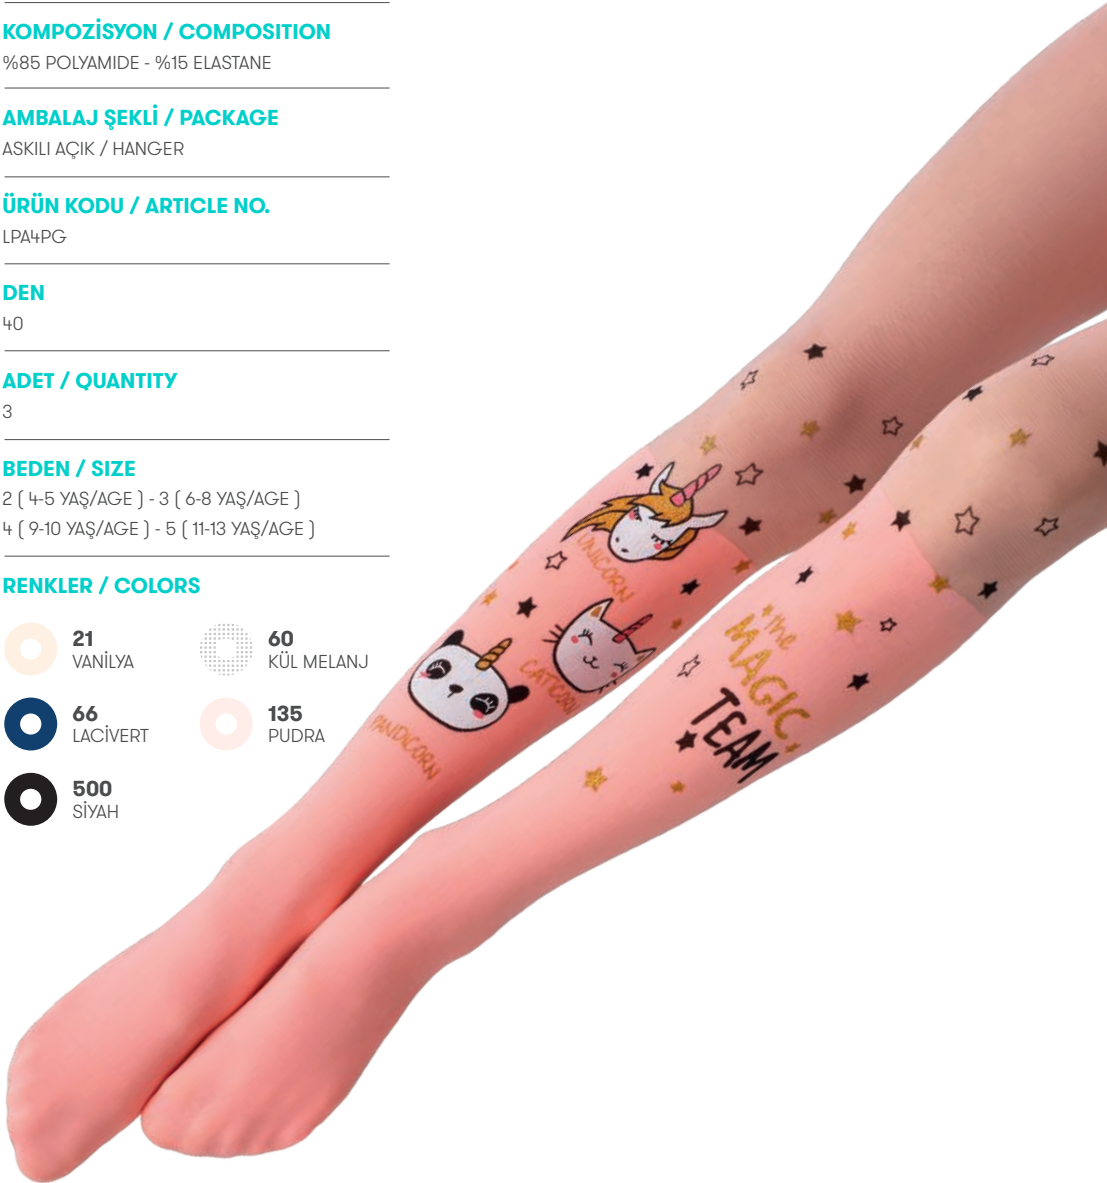 KOMPOZİSYON / COMPOSITION
%85 POLYAMIDE - %15 ELASTANE
AMBALAJ ŞEKLİ / PACKAGE
ASKILI AÇIK / HANGER
ÜRÜN KODU / ARTICLE NO.
LPA4PG
DEN
40
ADET / QUANTITY
3
BEDEN / SIZE
2 ( 4-5 YAŞ/AGE ) - 3 ( 6-8 YAŞ/AGE )
4 ( 9-10 YAŞ/AGE ) - 5 ( 11-13 YAŞ/AGE )
RENKLER / COLORS
21
VANİLYA
60
KÜL MELANJ
66
LACİVERT
135
PUDRA
500
SİYAH
UNICORN
CATICORN
PANDICORN
The
MAGIC
TEAM